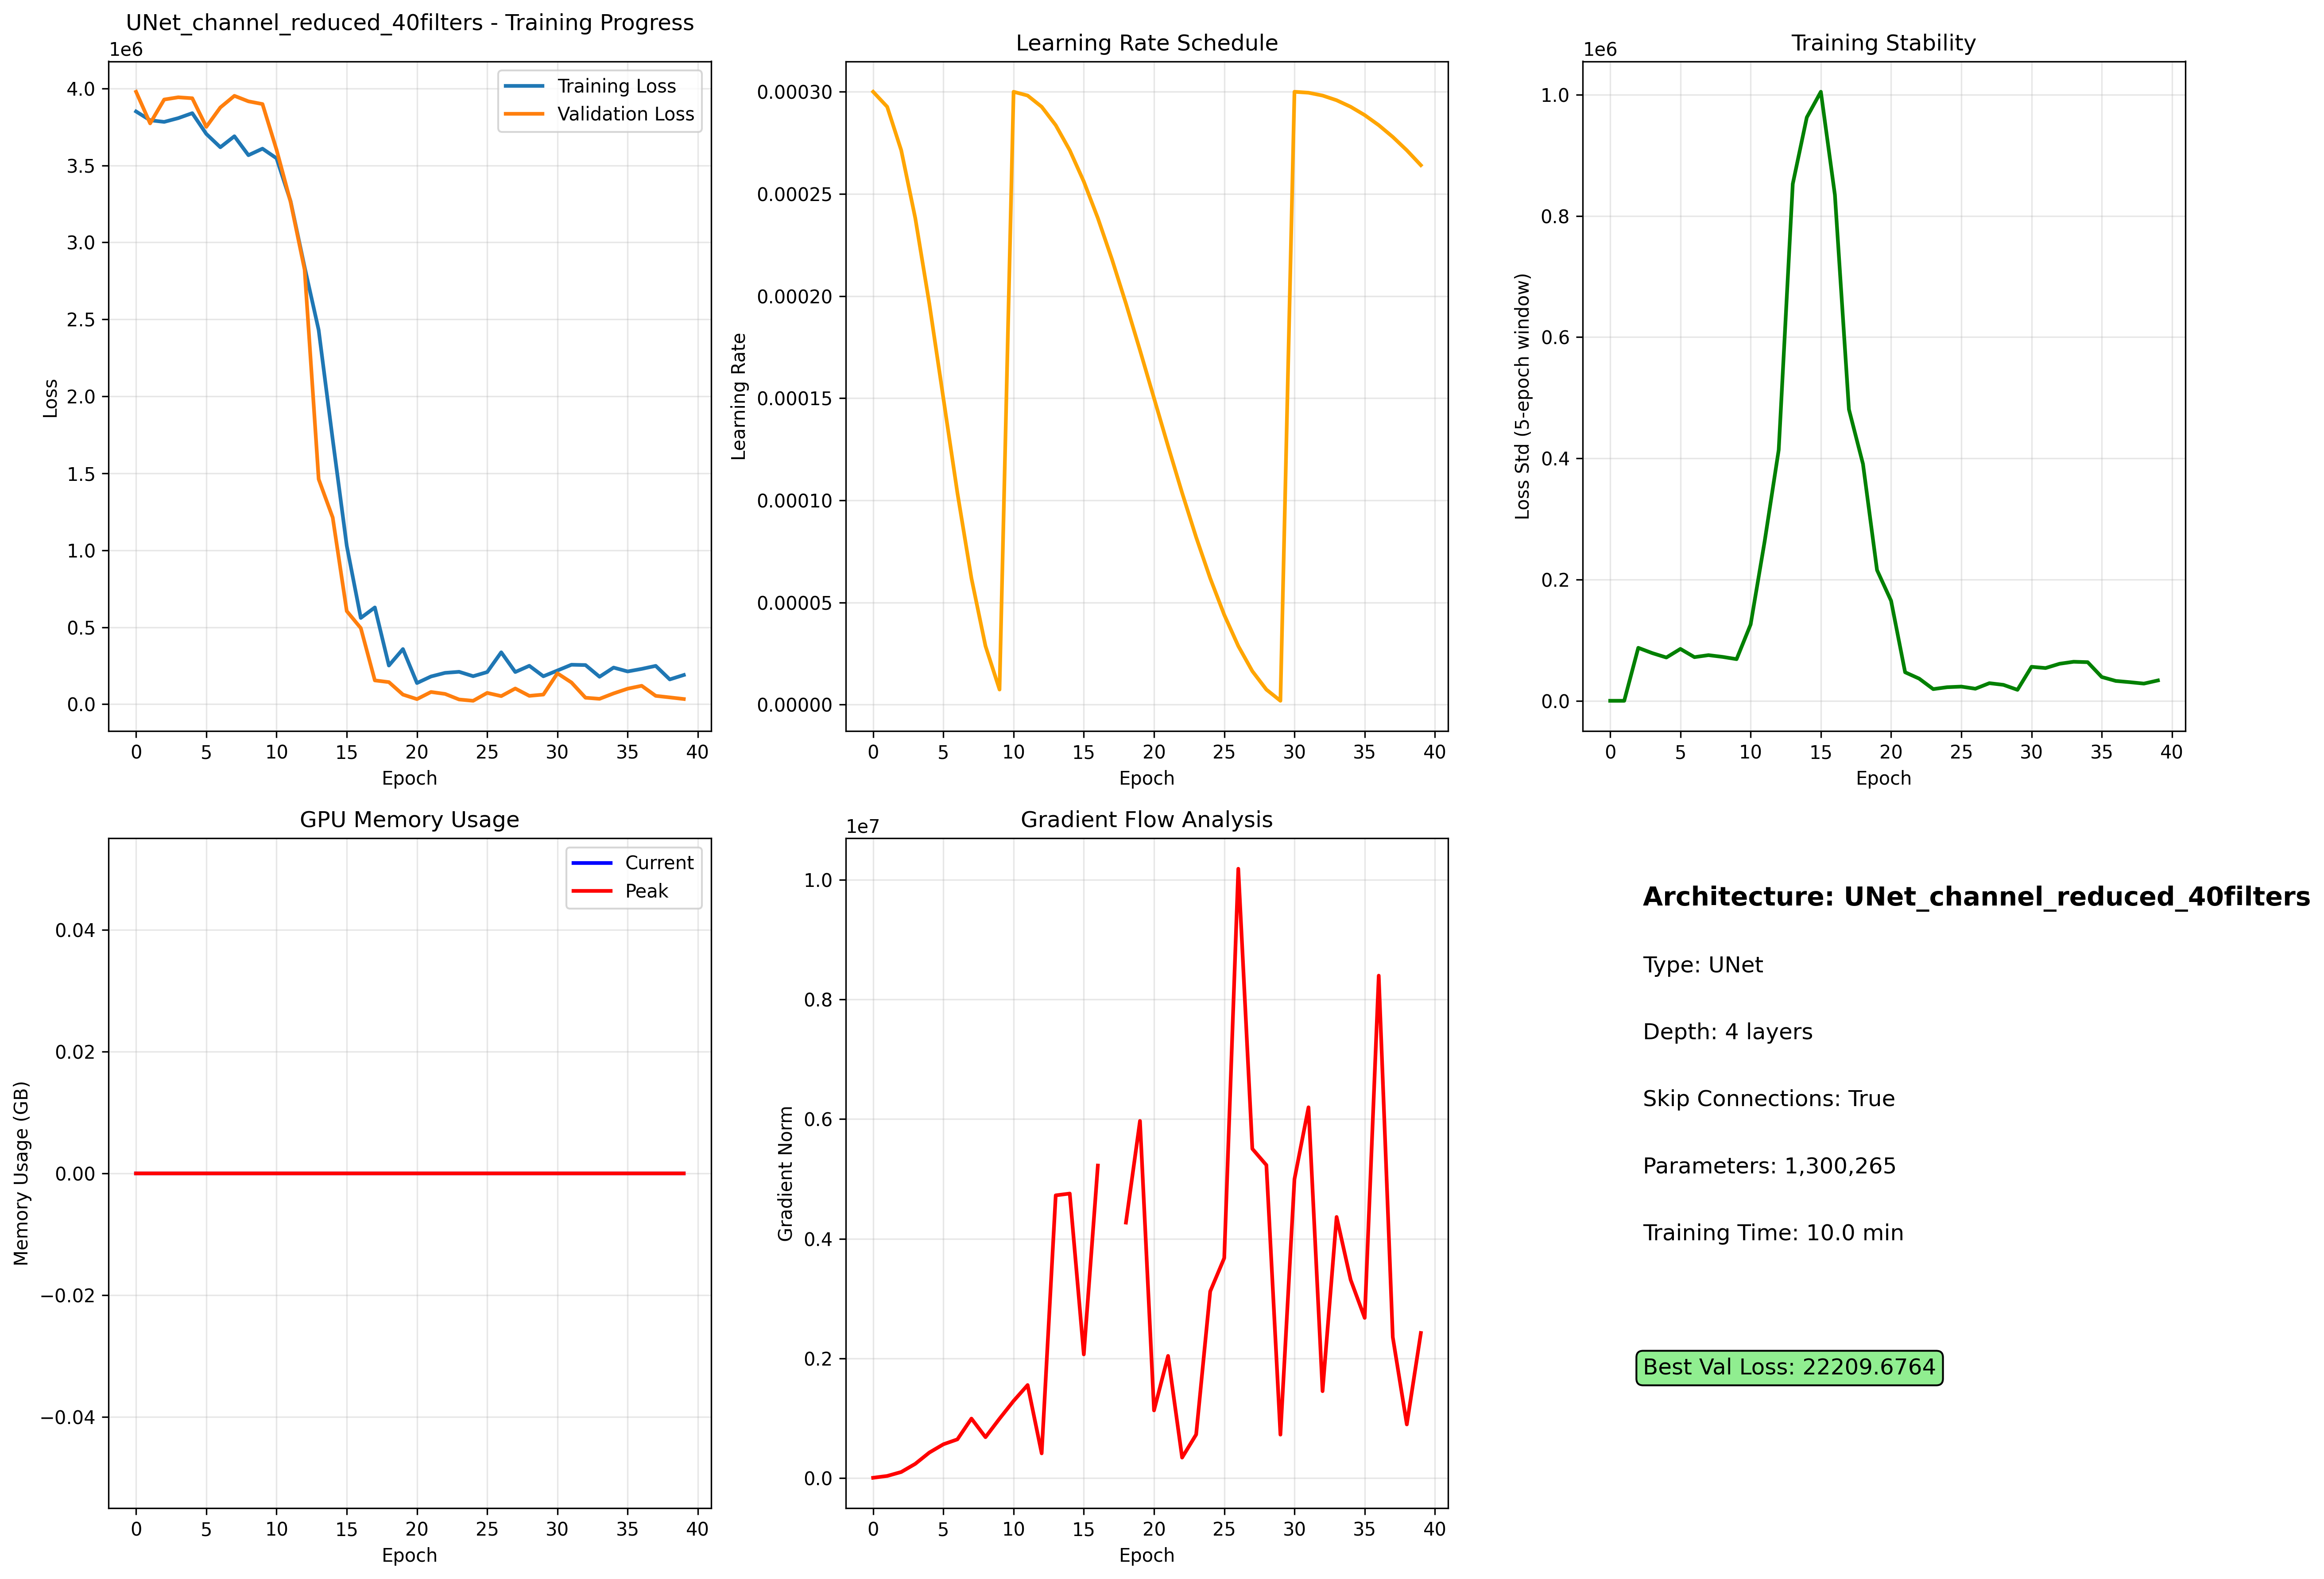 UNet_channel_reduced_40filters - Training Progress
1e6
Training Loss
Validation Loss
4.0
3.5
3.0
2.5
2.0
1.5
1.0
0.5
0.0
Loss
0 5 10 15 20 25 30 35 40
Epoch
Learning Rate Schedule
0.00030
0.00025
0.00020
0.00015
0.00010
0.00005
0.00000
Learning Rate
0 5 10 15 20 25 30 35 40
Epoch
Training Stability
1e6
1.0
0.8
0.6
0.4
0.2
0.0
Loss Std (5-epoch window)
0 5 10 15 20 25 30 35 40
Epoch
GPU Memory Usage
Current
Peak
0.04
0.02
0.00
−0.02
−0.04
Memory Usage (GB)
0 5 10 15 20 25 30 35 40
Epoch
Gradient Flow Analysis
1e7
1.0
0.8
0.6
0.4
0.2
0.0
Gradient Norm
0 5 10 15 20 25 30 35 40
Epoch
Architecture: UNet_channel_reduced_40filters
Type: UNet
Depth: 4 layers
Skip Connections: True
Parameters: 1,300,265
Training Time: 10.0 min
Best Val Loss: 22209.6764